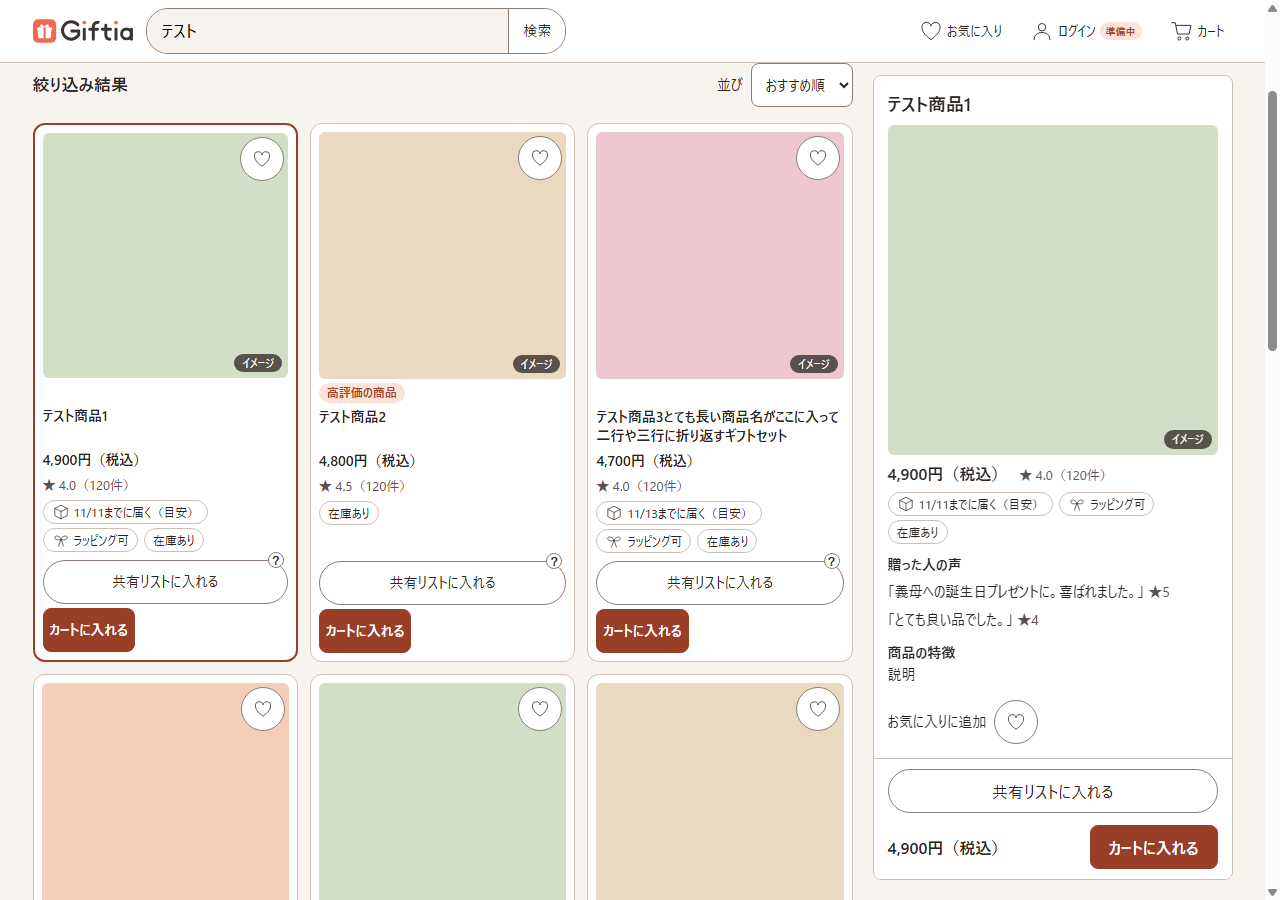 Giftia
テスト
検索
お気に入り
ログイン 準備中
カート
絞り込み結果
並び
おすすめ順
イメージ
テスト商品1
4,900円（税込）
★ 4.0（120件）
11/11までに届く（目安）
ラッピング可
在庫あり
?
共有リストに入れる
カートに入れる
イメージ
高評価の商品
テスト商品2
4,800円（税込）
★ 4.5（120件）
在庫あり
?
共有リストに入れる
カートに入れる
イメージ
テスト商品3とても長い商品名がここに入って
二行や三行に折り返すギフトセット
4,700円（税込）
★ 4.0（120件）
11/13までに届く（目安）
ラッピング可
在庫あり
?
共有リストに入れる
カートに入れる
テスト商品1
イメージ
4,900円（税込） ★ 4.0（120件）
11/11までに届く（目安）
ラッピング可
在庫あり
贈った人の声
「義母への誕生日プレゼントに。喜ばれました。」★5
「とても良い品でした。」★4
商品の特徴
説明
お気に入りに追加
共有リストに入れる
4,900円（税込）
カートに入れる